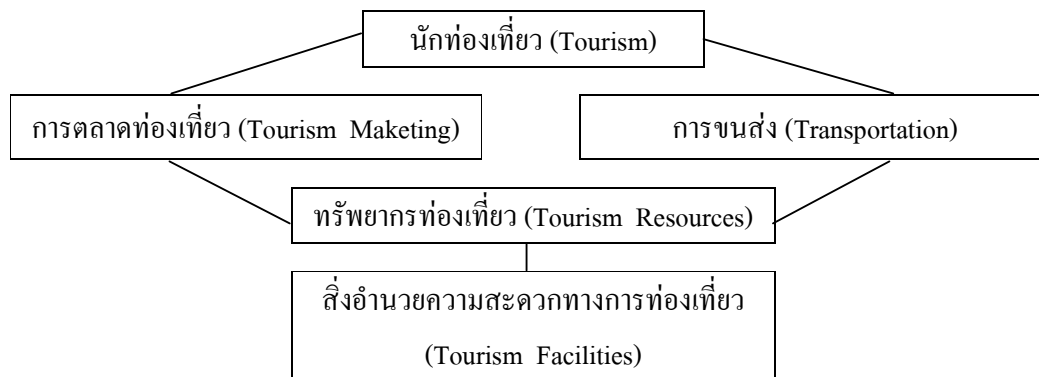 นักท่องเที่ยว (Tourism)
การตลาดท่องเที่ยว (Tourism Maketing)
การขนส่ง (Transportation)
ทรัพยากรท่องเที่ยว (Tourism Resources)
สิ่งอำนวยความสะดวกทางการท่องเที่ยว
(Tourism Facilities)